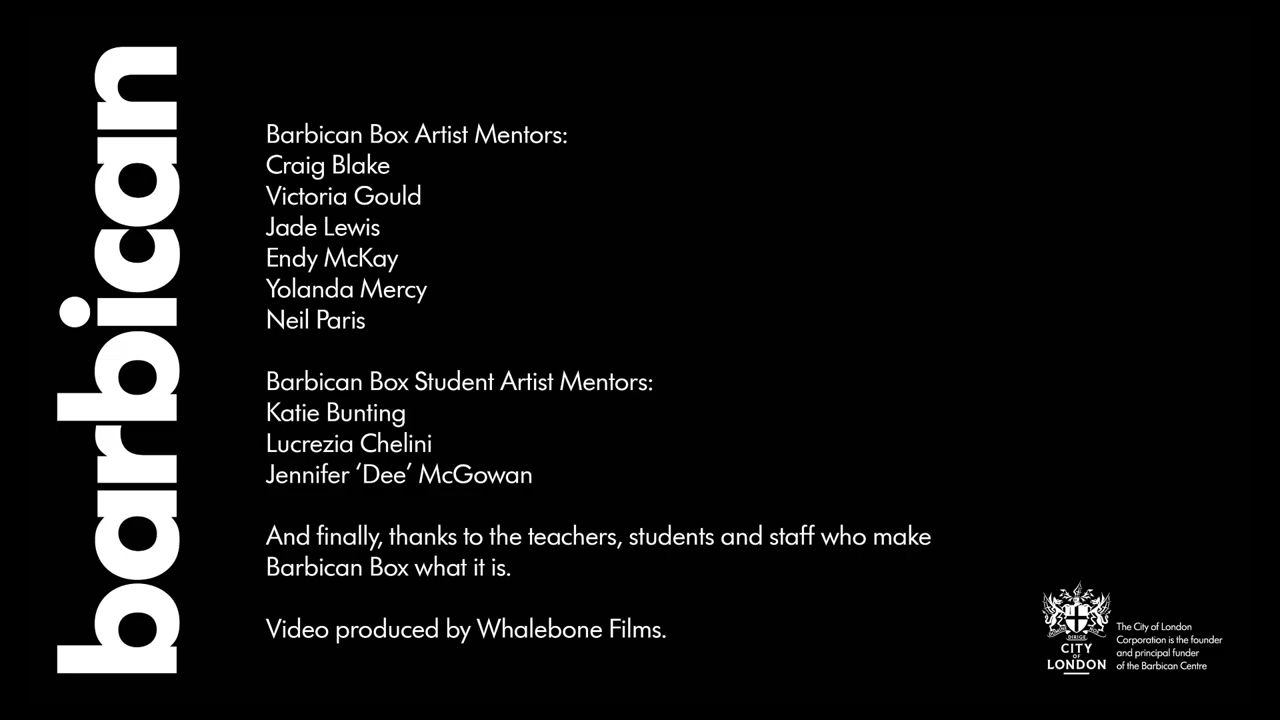 barbican
Barbican Box Artist Mentors:
Craig Blake
Victoria Gould
Jade Lewis
Endy McKay
Yolanda Mercy
Neil Paris
Barbican Box Student Artist Mentors:
Katie Bunting
Lucrezia Chelini
Jennifer ‘Dee’ McGowan
And finally, thanks to the teachers, students and staff who make
Barbican Box what it is.
Video produced by Whalebone Films.
DIRIGE
CITY
OF
LONDON
The City of London
Corporation is the founder
and principal funder
of the Barbican Centre